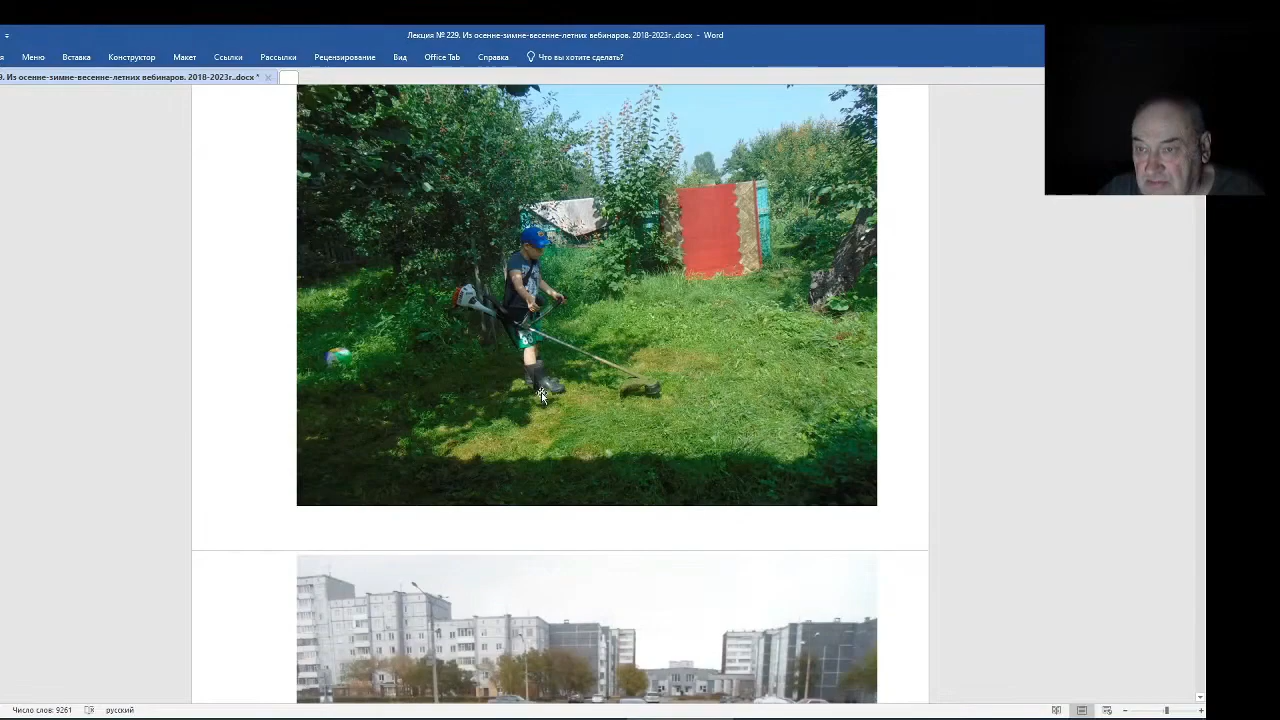 Лекция № 229. Из осенне-зимне-весенне-летних вебинаров. 2018-2023г..docx - Word
Меню Вставка Конструктор Макет Ссылки Рассылки Рецензирование Вид Office Tab Справка Что вы хотите сделать?
9. Из осенне-зимне-весенне-летних вебинаров. 2018-2023г..docx *
Число слов: 9261 русский